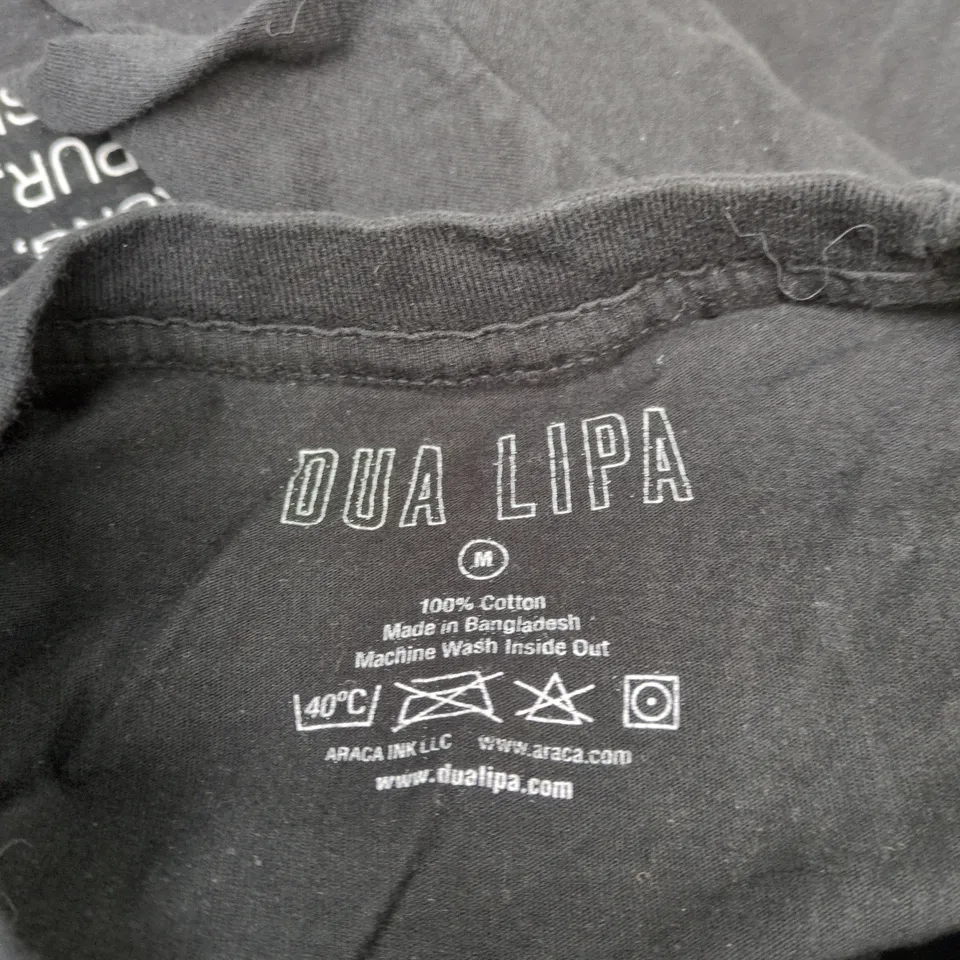 PUR,
DUA LIPA
M
100% Cotton
Made in Bangladesh
Machine Wash Inside Out
40°C
ARACA INK LLC www.araca.com
www.dualipa.com